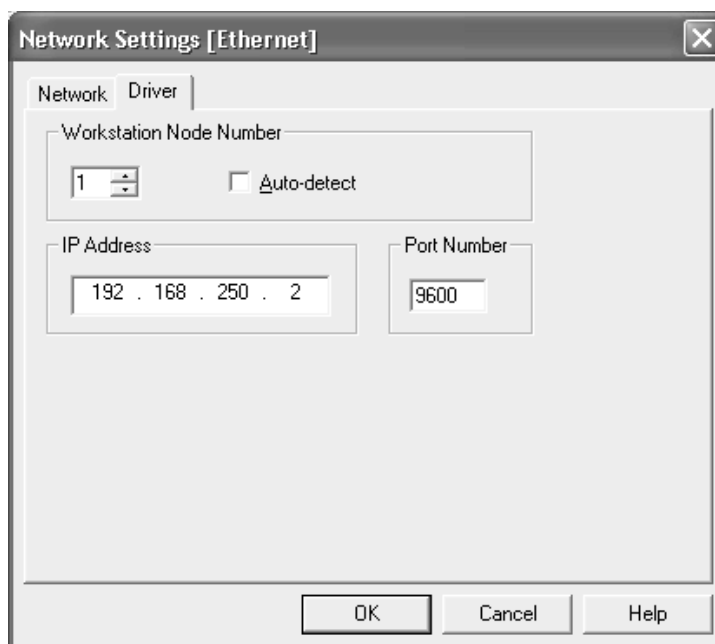 Network Settings [Ethernet]
Network Driver
Workstation Node Number
1 Auto-detect
IP Address Port Number
192 . 168 . 250 . 2 9600
OK Cancel Help